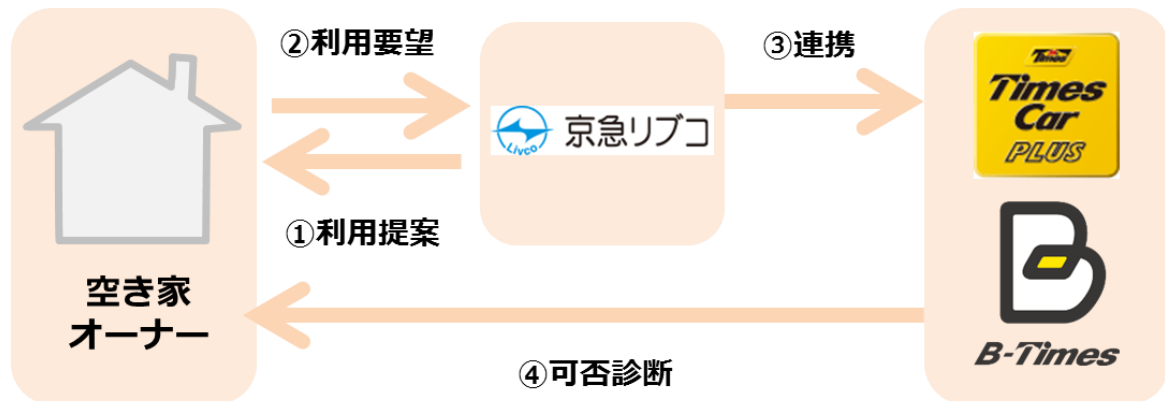 ②利用要望
③連携
Times
Times
Car
PLUS
Livco
京急リブコ
①利用提案
空き家
オーナー
B-Times
④可否診断